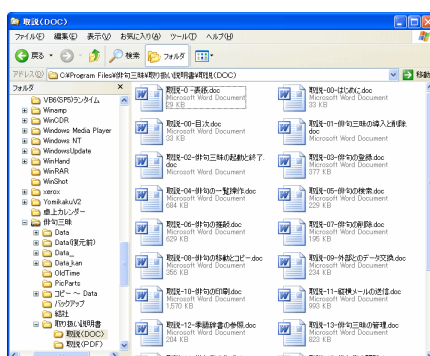 取説(DOC)
ファイル(F) 編集(E) 表示(V) お気に入り(A) ツール(T) ヘルプ(H)
戻る 検索 フォルダ
アドレス(D) C:¥Program Files¥俳句三昧¥取り扱い説明書¥取説(DOC) 移動
フォルダ
VB6(SP5)ランタイム
Winamp
WinCDR
Windows Media Player
Windows NT
WindowsUpdate
WinHand
WinRAR
WinShot
xerox
YomikakuV2
卓上カレンダー
俳句三昧
Data
Data(復元前)
Data_
Data_kan
OldTime
PicParts
コピー ～ Data
バックアップ
結社
取り扱い説明書
取説(DOC)
取説(PDF)
取説-0-表紙.doc
Microsoft Word Document
29 KB
取説-00-はじめに.doc
Microsoft Word Document
33 KB
取説-00-目次.doc
Microsoft Word Document
33 KB
取説-01-俳句三昧の導入と削除.doc
Microsoft Word Document
取説-02-俳句三昧の起動と終了.doc
Microsoft Word Document
取説-03-俳句の登録.doc
Microsoft Word Document
377 KB
取説-04-俳句の一覧操作.doc
Microsoft Word Document
684 KB
取説-05-俳句の検索.doc
Microsoft Word Document
229 KB
取説-06-俳句の推敲.doc
Microsoft Word Document
629 KB
取説-07-俳句の削除.doc
Microsoft Word Document
195 KB
取説-08-俳句の移動とコピー.doc
Microsoft Word Document
356 KB
取説-09-外部とのデータ交換.doc
Microsoft Word Document
234 KB
取説-10-俳句の印刷.doc
Microsoft Word Document
1,570 KB
取説-11-縦横メールの送信.doc
Microsoft Word Document
993 KB
取説-12-季語辞書の参照.doc
Microsoft Word Document
204 KB
取説-13-俳句三昧の管理.doc
Microsoft Word Document
823 KB